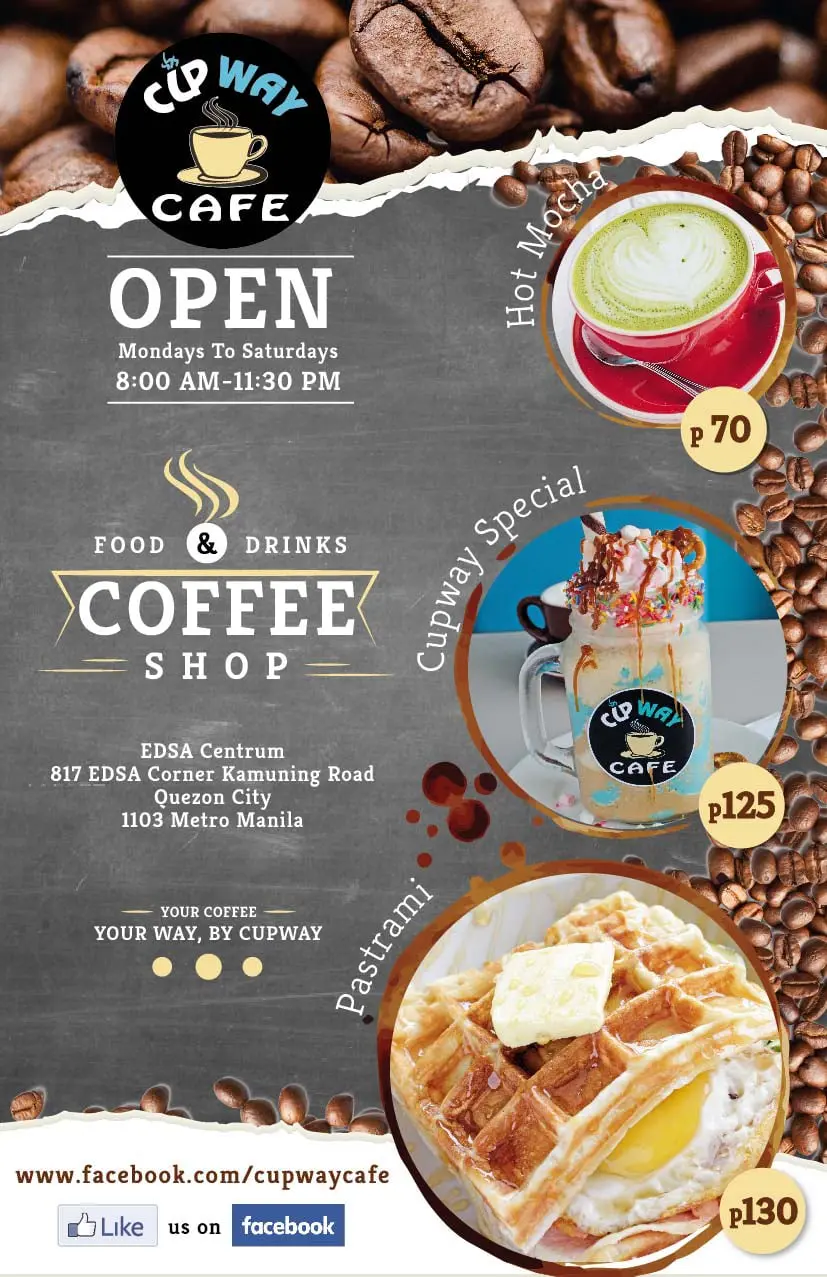 CUP WAY
CAFE
OPEN
Mondays To Saturdays
8:00 AM-11:30 PM
FOOD & DRINKS
COFFEE
SHOP
EDSA Centrum
817 EDSA Corner Kamuning Road
Quezon City
1103 Metro Manila
YOUR COFFEE
YOUR WAY, BY CUPWAY
Hot Mocha
p 70
Cupway Special
CUP WAY
CAFE
p125
Pastrami
p130
www.facebook.com/cupwaycafe
Like us on facebook